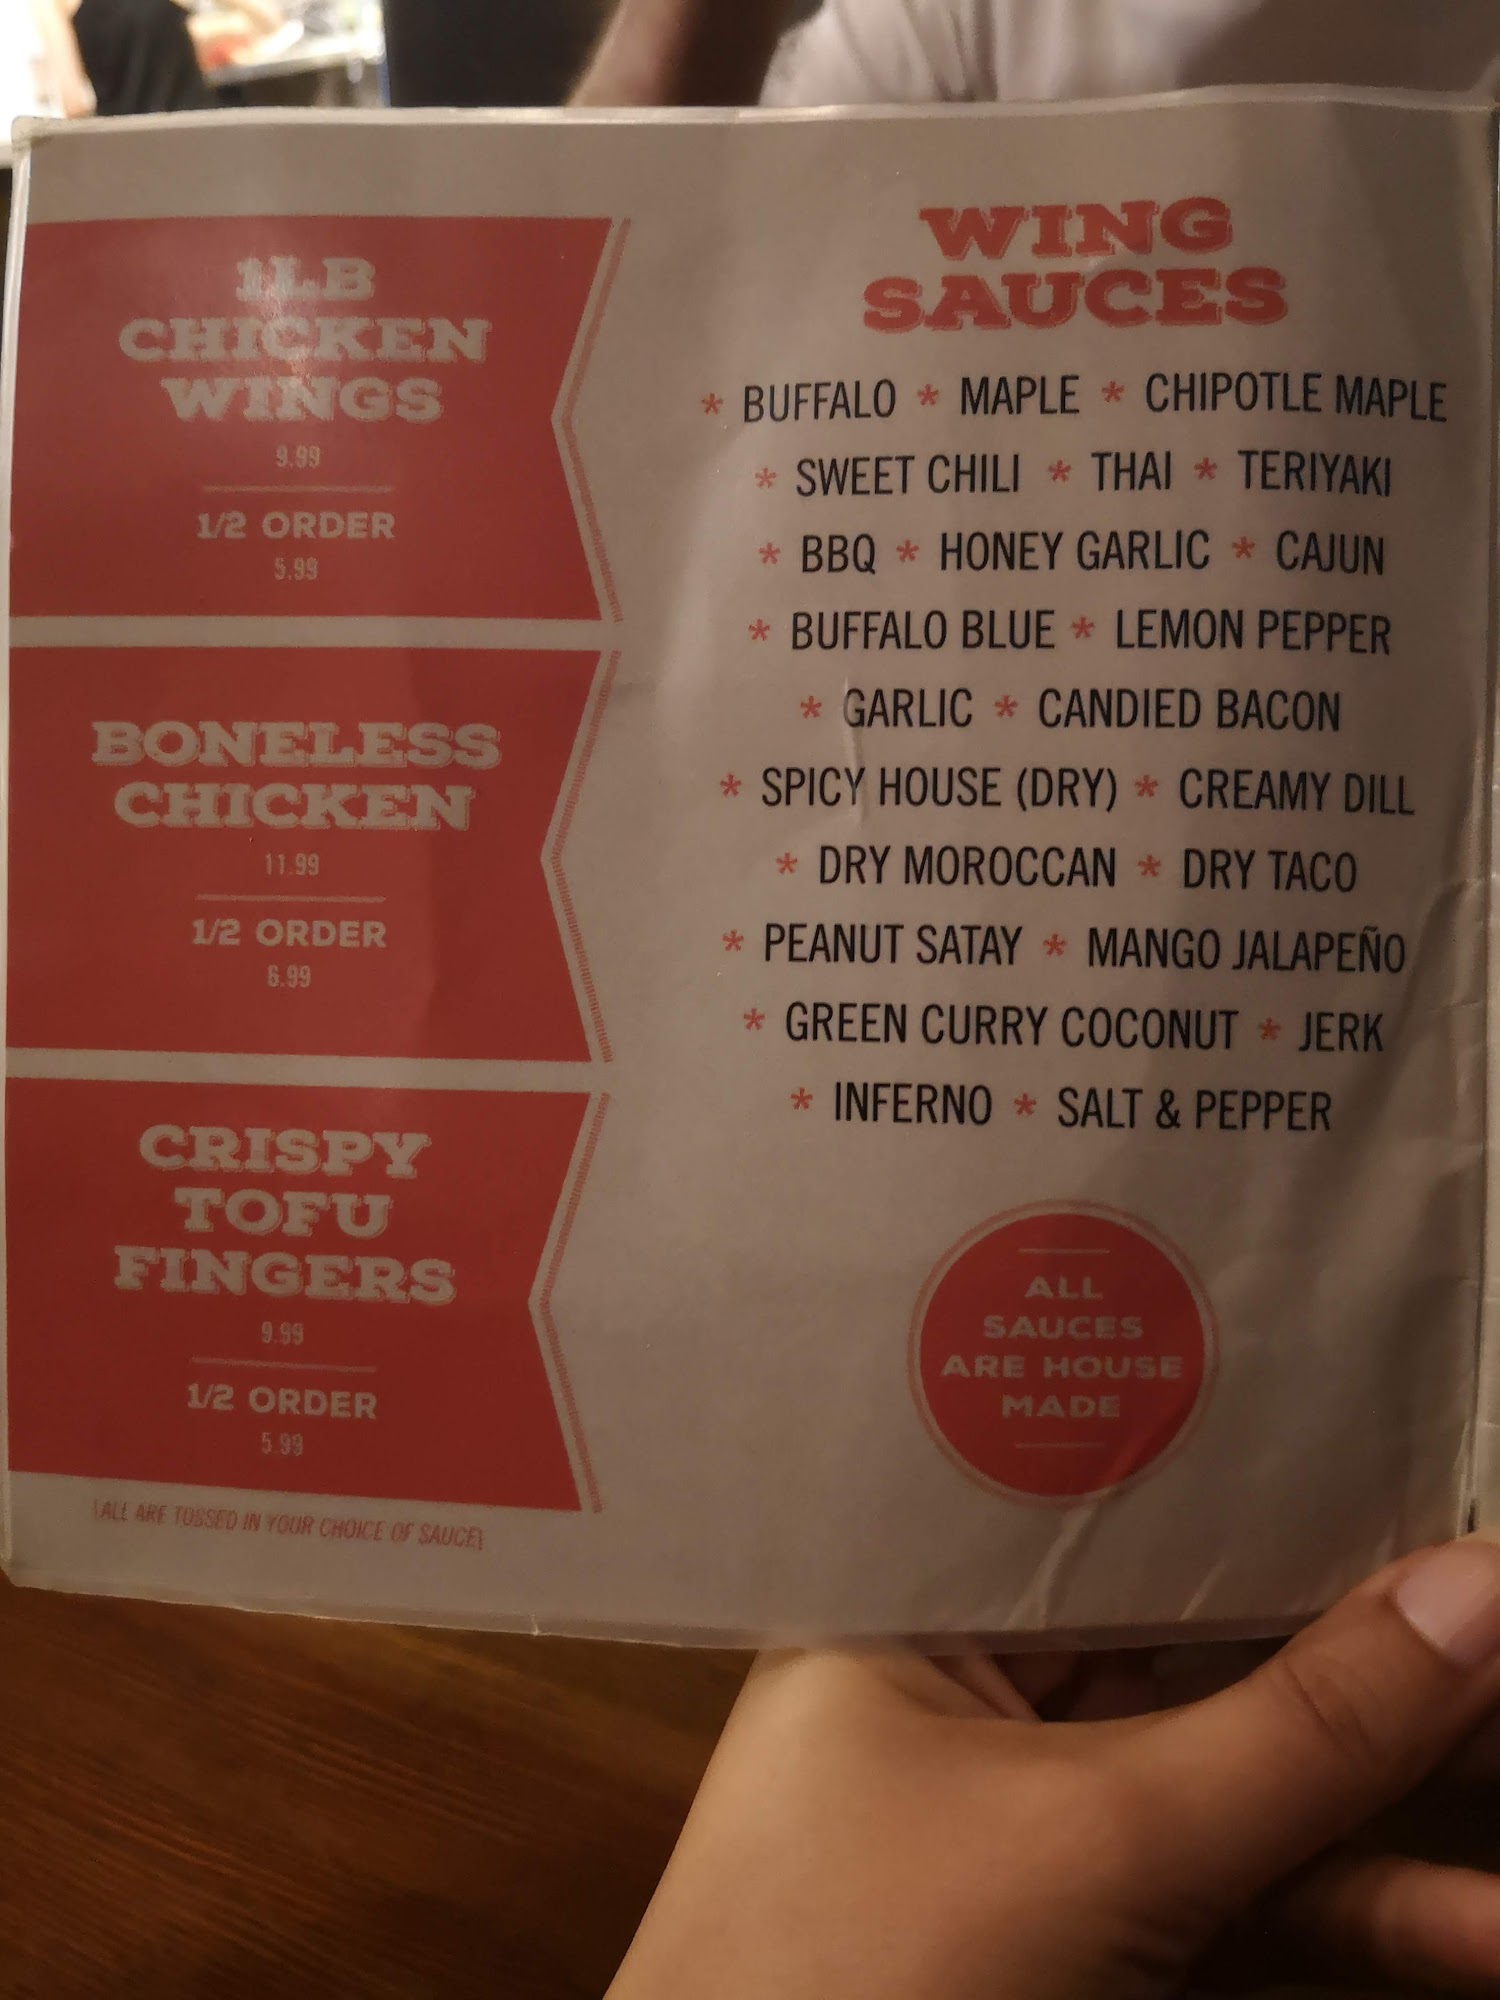 1LB
CHICKEN
WINGS
9.99
1/2 ORDER
5.99
BONELESS
CHICKEN
11.99
1/2 ORDER
6.99
CRISPY
TOFU
FINGERS
9.99
1/2 ORDER
5.99
(ALL ARE TOSSED IN YOUR CHOICE OF SAUCE)
WING
SAUCES
* BUFFALO * MAPLE * CHIPOTLE MAPLE
* SWEET CHILI * THAI * TERIYAKI
* BBQ * HONEY GARLIC * CAJUN
* BUFFALO BLUE * LEMON PEPPER
* GARLIC * CANDIED BACON
* SPICY HOUSE (DRY) * CREAMY DILL
* DRY MOROCCAN * DRY TACO
* PEANUT SATAY * MANGO JALAPEÑO
* GREEN CURRY COCONUT * JERK
* INFERNO * SALT & PEPPER
ALL
SAUCES
ARE HOUSE
MADE